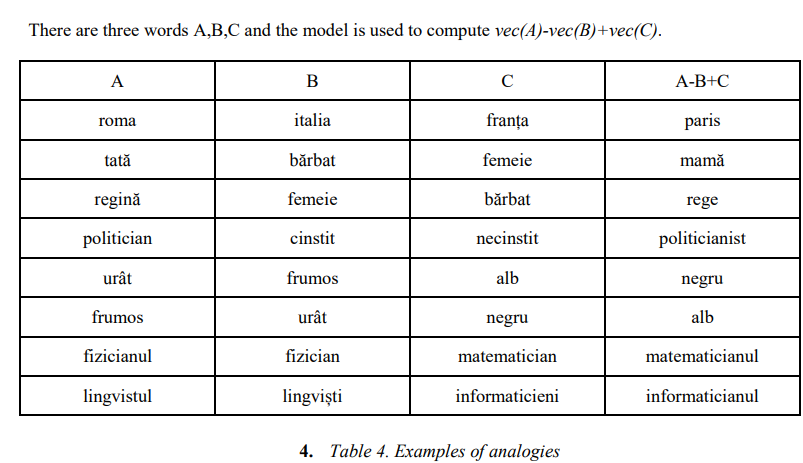 There are three words A,B,C and the model is used to compute vec(A)-vec(B)+vec(C).
A B C A-B+C
roma italia franța paris
tată bărbat femeie mamă
regină femeie bărbat rege
politician cinstit necinstit politicianist
urât frumos alb negru
frumos urât negru alb
fizicianul fizician matematician matematicianul
lingvistul lingviști informaticieni informaticianul
4. Table 4. Examples of analogies